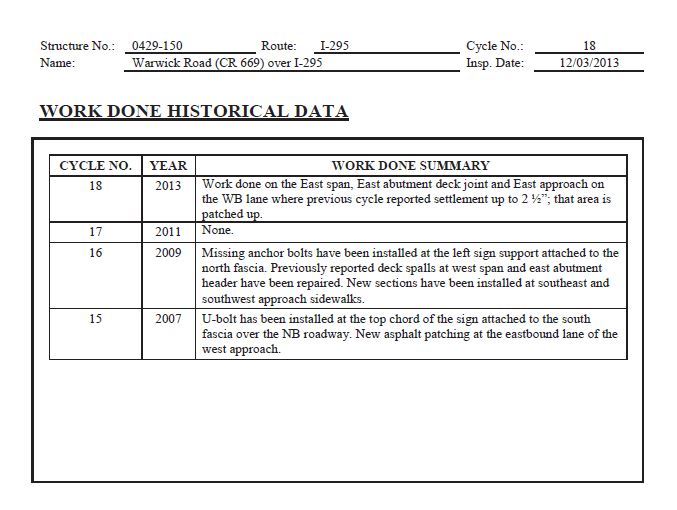 Structure No.: 0429-150 Route: I-295 Cycle No.: 18
Name: Warwick Road (CR 669) over I-295 Insp. Date: 12/03/2013
WORK DONE HISTORICAL DATA
CYCLE NO. YEAR WORK DONE SUMMARY
18 2013 Work done on the East span, East abutment deck joint and East approach on
the WB lane where previous cycle reported settlement up to 2 ½”; that area is
patched up.
17 2011 None.
16 2009 Missing anchor bolts have been installed at the left sign support attached to the
north fascia. Previously reported deck spalls at west span and east abutment
header have been repaired. New sections have been installed at southeast and
southwest approach sidewalks.
15 2007 U-bolt has been installed at the top chord of the sign attached to the south
fascia over the NB roadway. New asphalt patching at the eastbound lane of the
west approach.